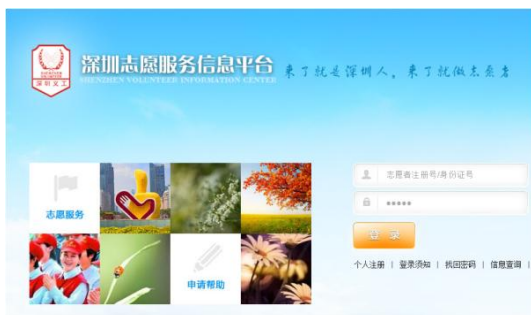 深圳义工
深圳志愿服务信息平台
SHENZHEN VOLUNTEER INFORMATION CENTER
来了就是深圳人，来了就做志愿者
志愿服务
申请帮助
志愿者注册号/身份证号
*****
登 录
个人注册 | 登录须知 | 找回密码 | 信息查询 |